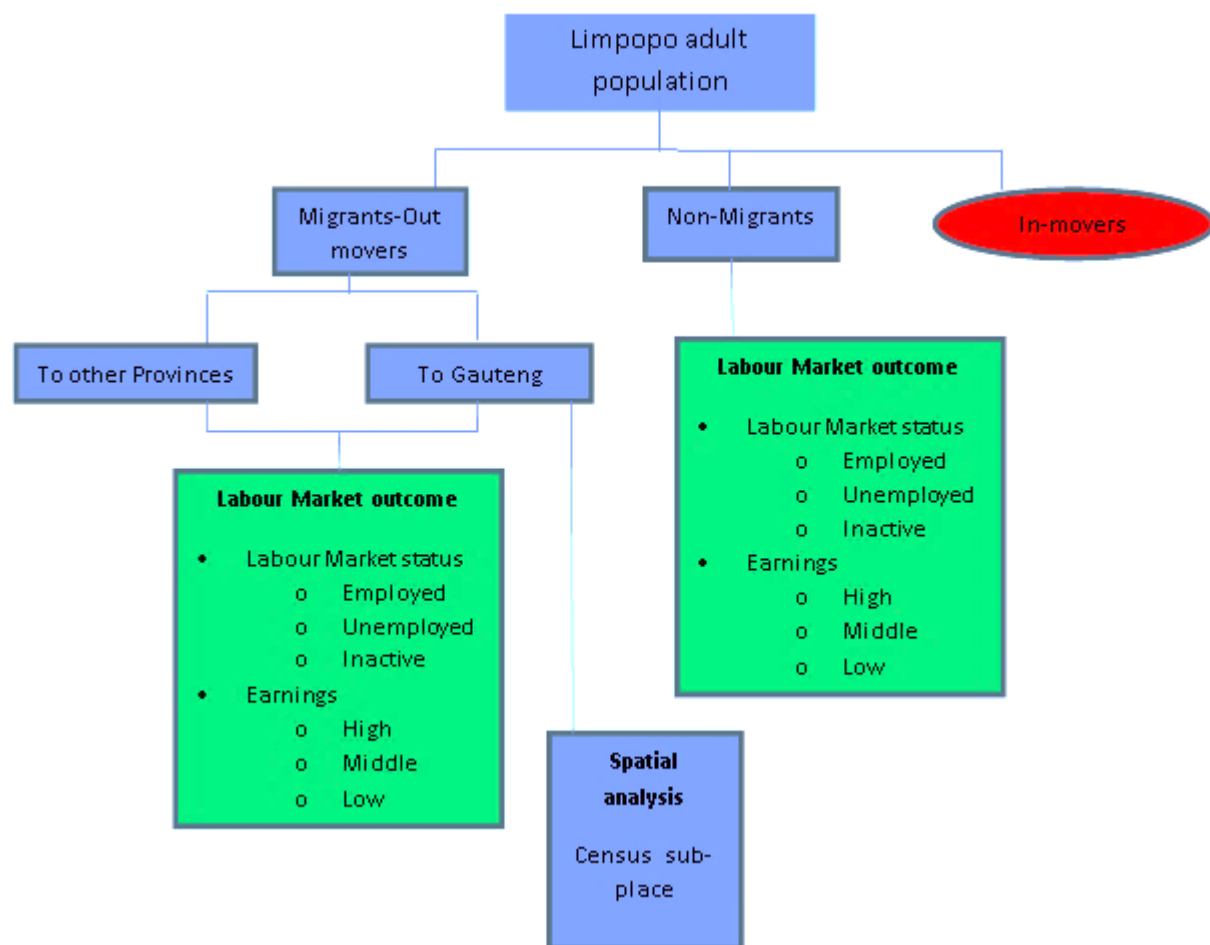 Limpopo adult
population
Migrants-Out
movers
Non-Migrants
In-movers
To other Provinces
To Gauteng
Labour Market outcome
• Labour Market status
o Employed
o Unemployed
o Inactive
• Earnings
o High
o Middle
o Low
Labour Market outcome
• Labour Market status
o Employed
o Unemployed
o Inactive
• Earnings
o High
o Middle
o Low
Spatial
analysis
Census sub-
place